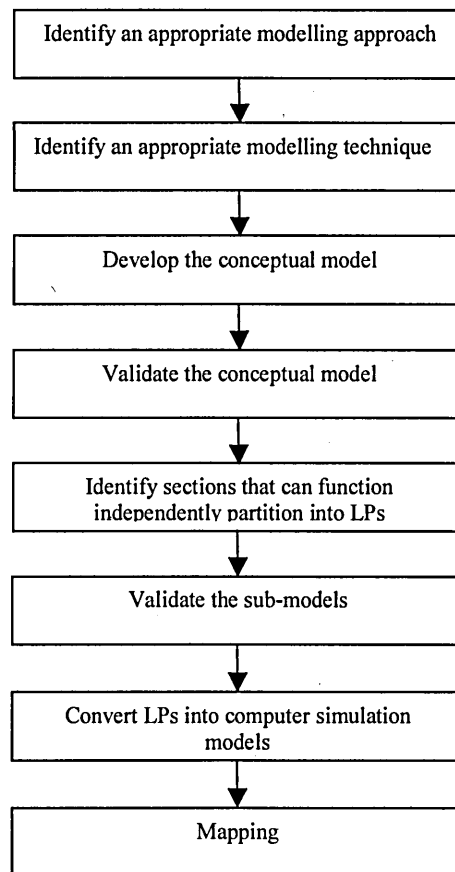 Identify an appropriate modelling approach
Identify an appropriate modelling technique
Develop the conceptual model
Validate the conceptual model
Identify sections that can function
independently partition into LPs
Validate the sub-models
Convert LPs into computer simulation
models
Mapping